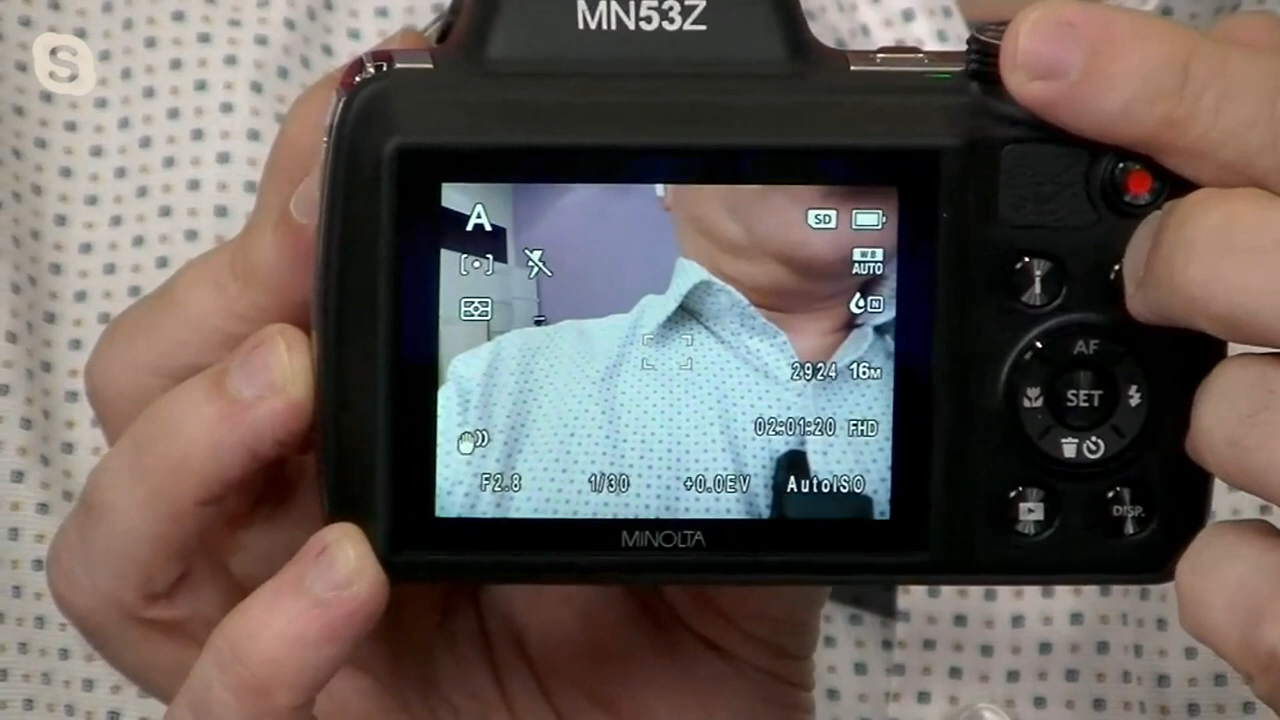 MN53Z
S
A
SD
WB
AUTO
N
2924 16M
02:01:20 FHD
F2.8 1/30 +0.0EV AutoISO
MINOLTA
AF
SET
DISP.